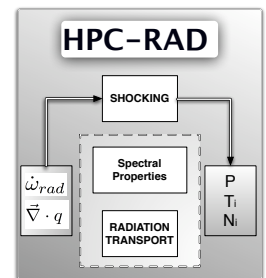 HPC-RAD
SHOCKING
Spectral
Properties
ω̇rad
∇⃗ · q
RADIATION
TRANSPORT
P
Ti
Ni